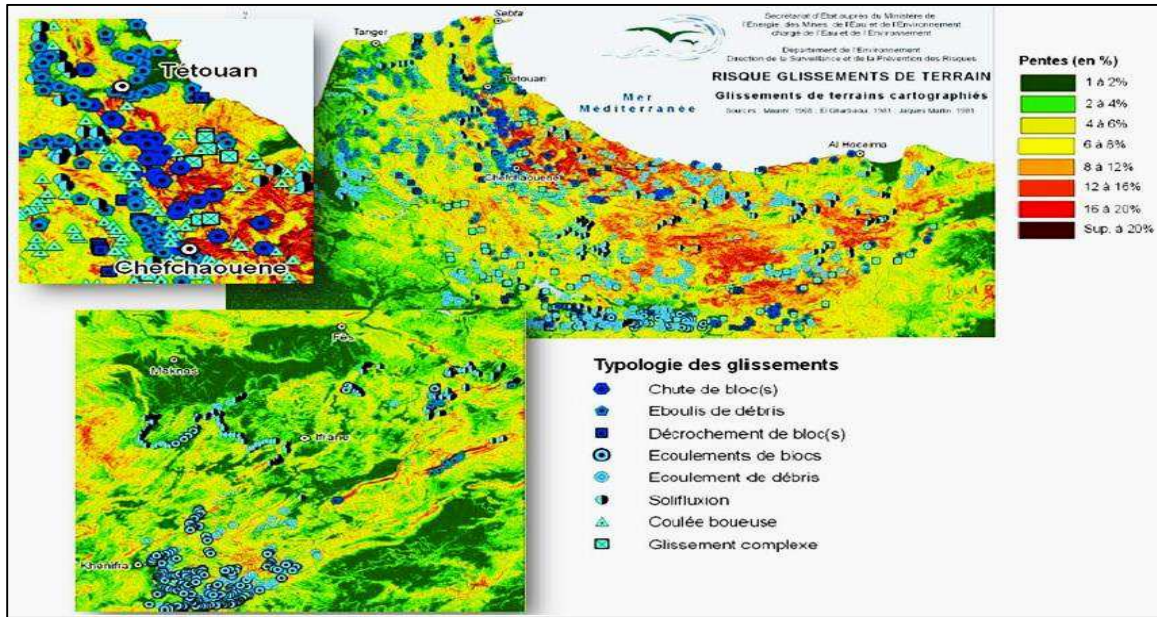 Tétouan
Chefchaouene
2
Sebta
Tanger
Tétouan
Chefchaouene
Al Hoceima
Mer
Méditerranée
Secrétariat d'Etat auprès du Ministère de
l'Energie, des Mines, de l'Eau et de l'Environnement
chargé de l'Eau et de l'Environnement
Département de l'Environnement
Direction de la Surveillance et de la Prévention des Risques
RISQUE GLISSEMENTS DE TERRAIN
Glissements de terrains cartographiés
Pentes (en %)
1 à 2%
2 à 4%
4 à 6%
6 à 8%
8 à 12%
12 à 16%
16 à 20%
Sup. à 20%
Fès
Meknes
Ifrane
Khenifra
Typologie des glissements
Chute de bloc(s)
Eboulis de débris
Décrochement de bloc(s)
Ecoulements de blocs
Ecoulement de débris
Solifluxion
Coulée boueuse
Glissement complexe